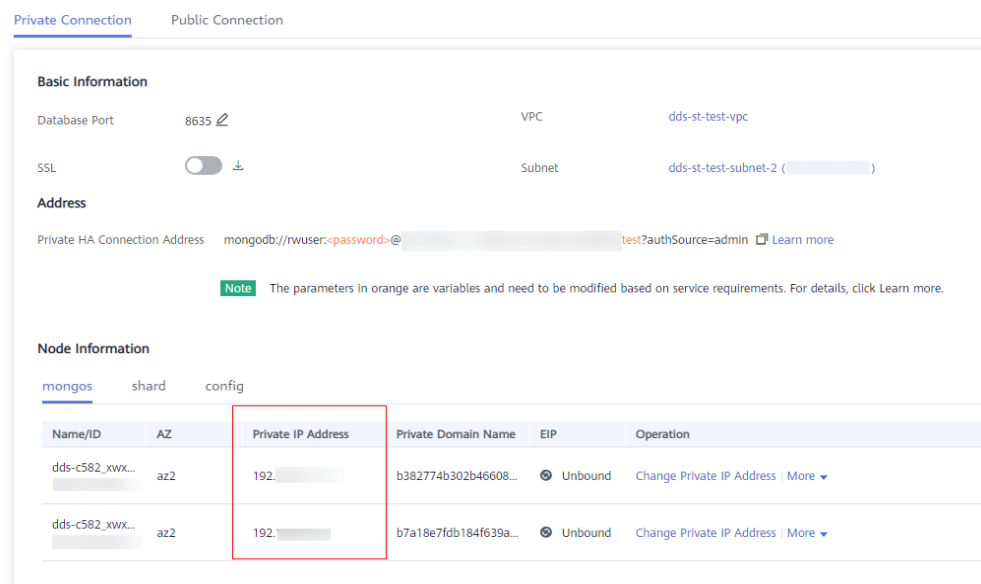 Private Connection Public Connection
Basic Information
Database Port 8635 VPC dds-st-test-vpc
SSL Subnet dds-st-test-subnet-2 ( )
Address
Private HA Connection Address mongodb://rwuser:<password>@ test?authSource=admin Learn more
Note The parameters in orange are variables and need to be modified based on service requirements. For details, click Learn more.
Node Information
mongos shard config
Name/ID AZ Private IP Address Private Domain Name EIP Operation
dds-c582_xwx... az2 192. b382774b302b46608... Unbound Change Private IP Address More
dds-c582_xwx... az2 192. b7a18e7fdb184f639a... Unbound Change Private IP Address More